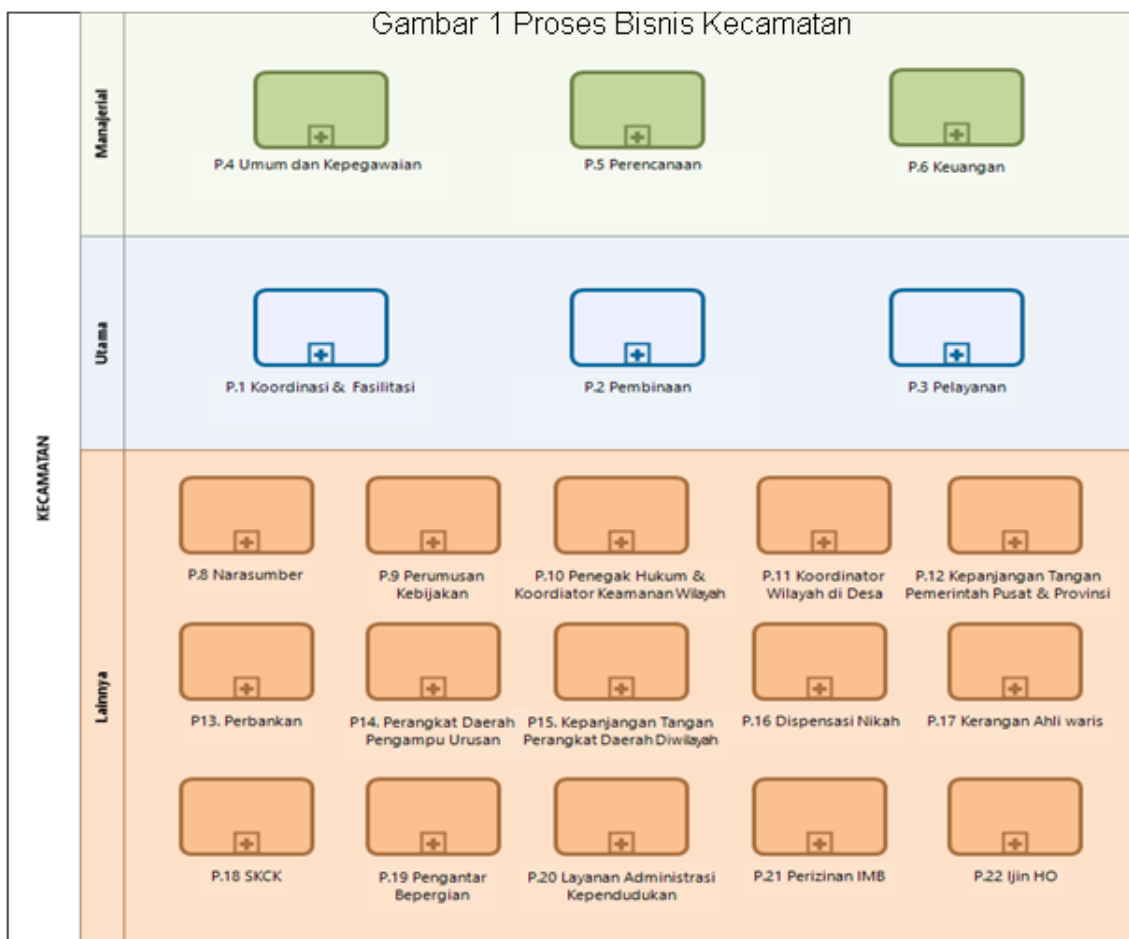 Gambar 1 Proses Bisnis Kecamatan
KECAMATAN
Manajerial
P.4 Umum dan Kepegawaian
P.5 Perencanaan
P.6 Keuangan
Utama
P.1 Koordinasi & Fasilitasi
P.2 Pembinaan
P.3 Pelayanan
Lainnya
P.8 Narasumber
P.9 Perumusan
Kebijakan
P.10 Penegak Hukum &
Koordiator Keamanan Wilayah
P.11 Koordinator
Wilayah di Desa
P.12 Kepanjangan Tangan
Pemerintah Pusat & Provinsi
P13. Perbankan
P14. Perangkat Daerah
Pengampu Urusan
P15. Kepanjangan Tangan
Perangkat Daerah Diwilayah
P.16 Dispensasi Nikah
P.17 Kerangan Ahli waris
P.18 SKCK
P.19 Pengantar
Bepergian
P.20 Layanan Administrasi
Kependudukan
P.21 Perizinan IMB
P.22 Ijin HO